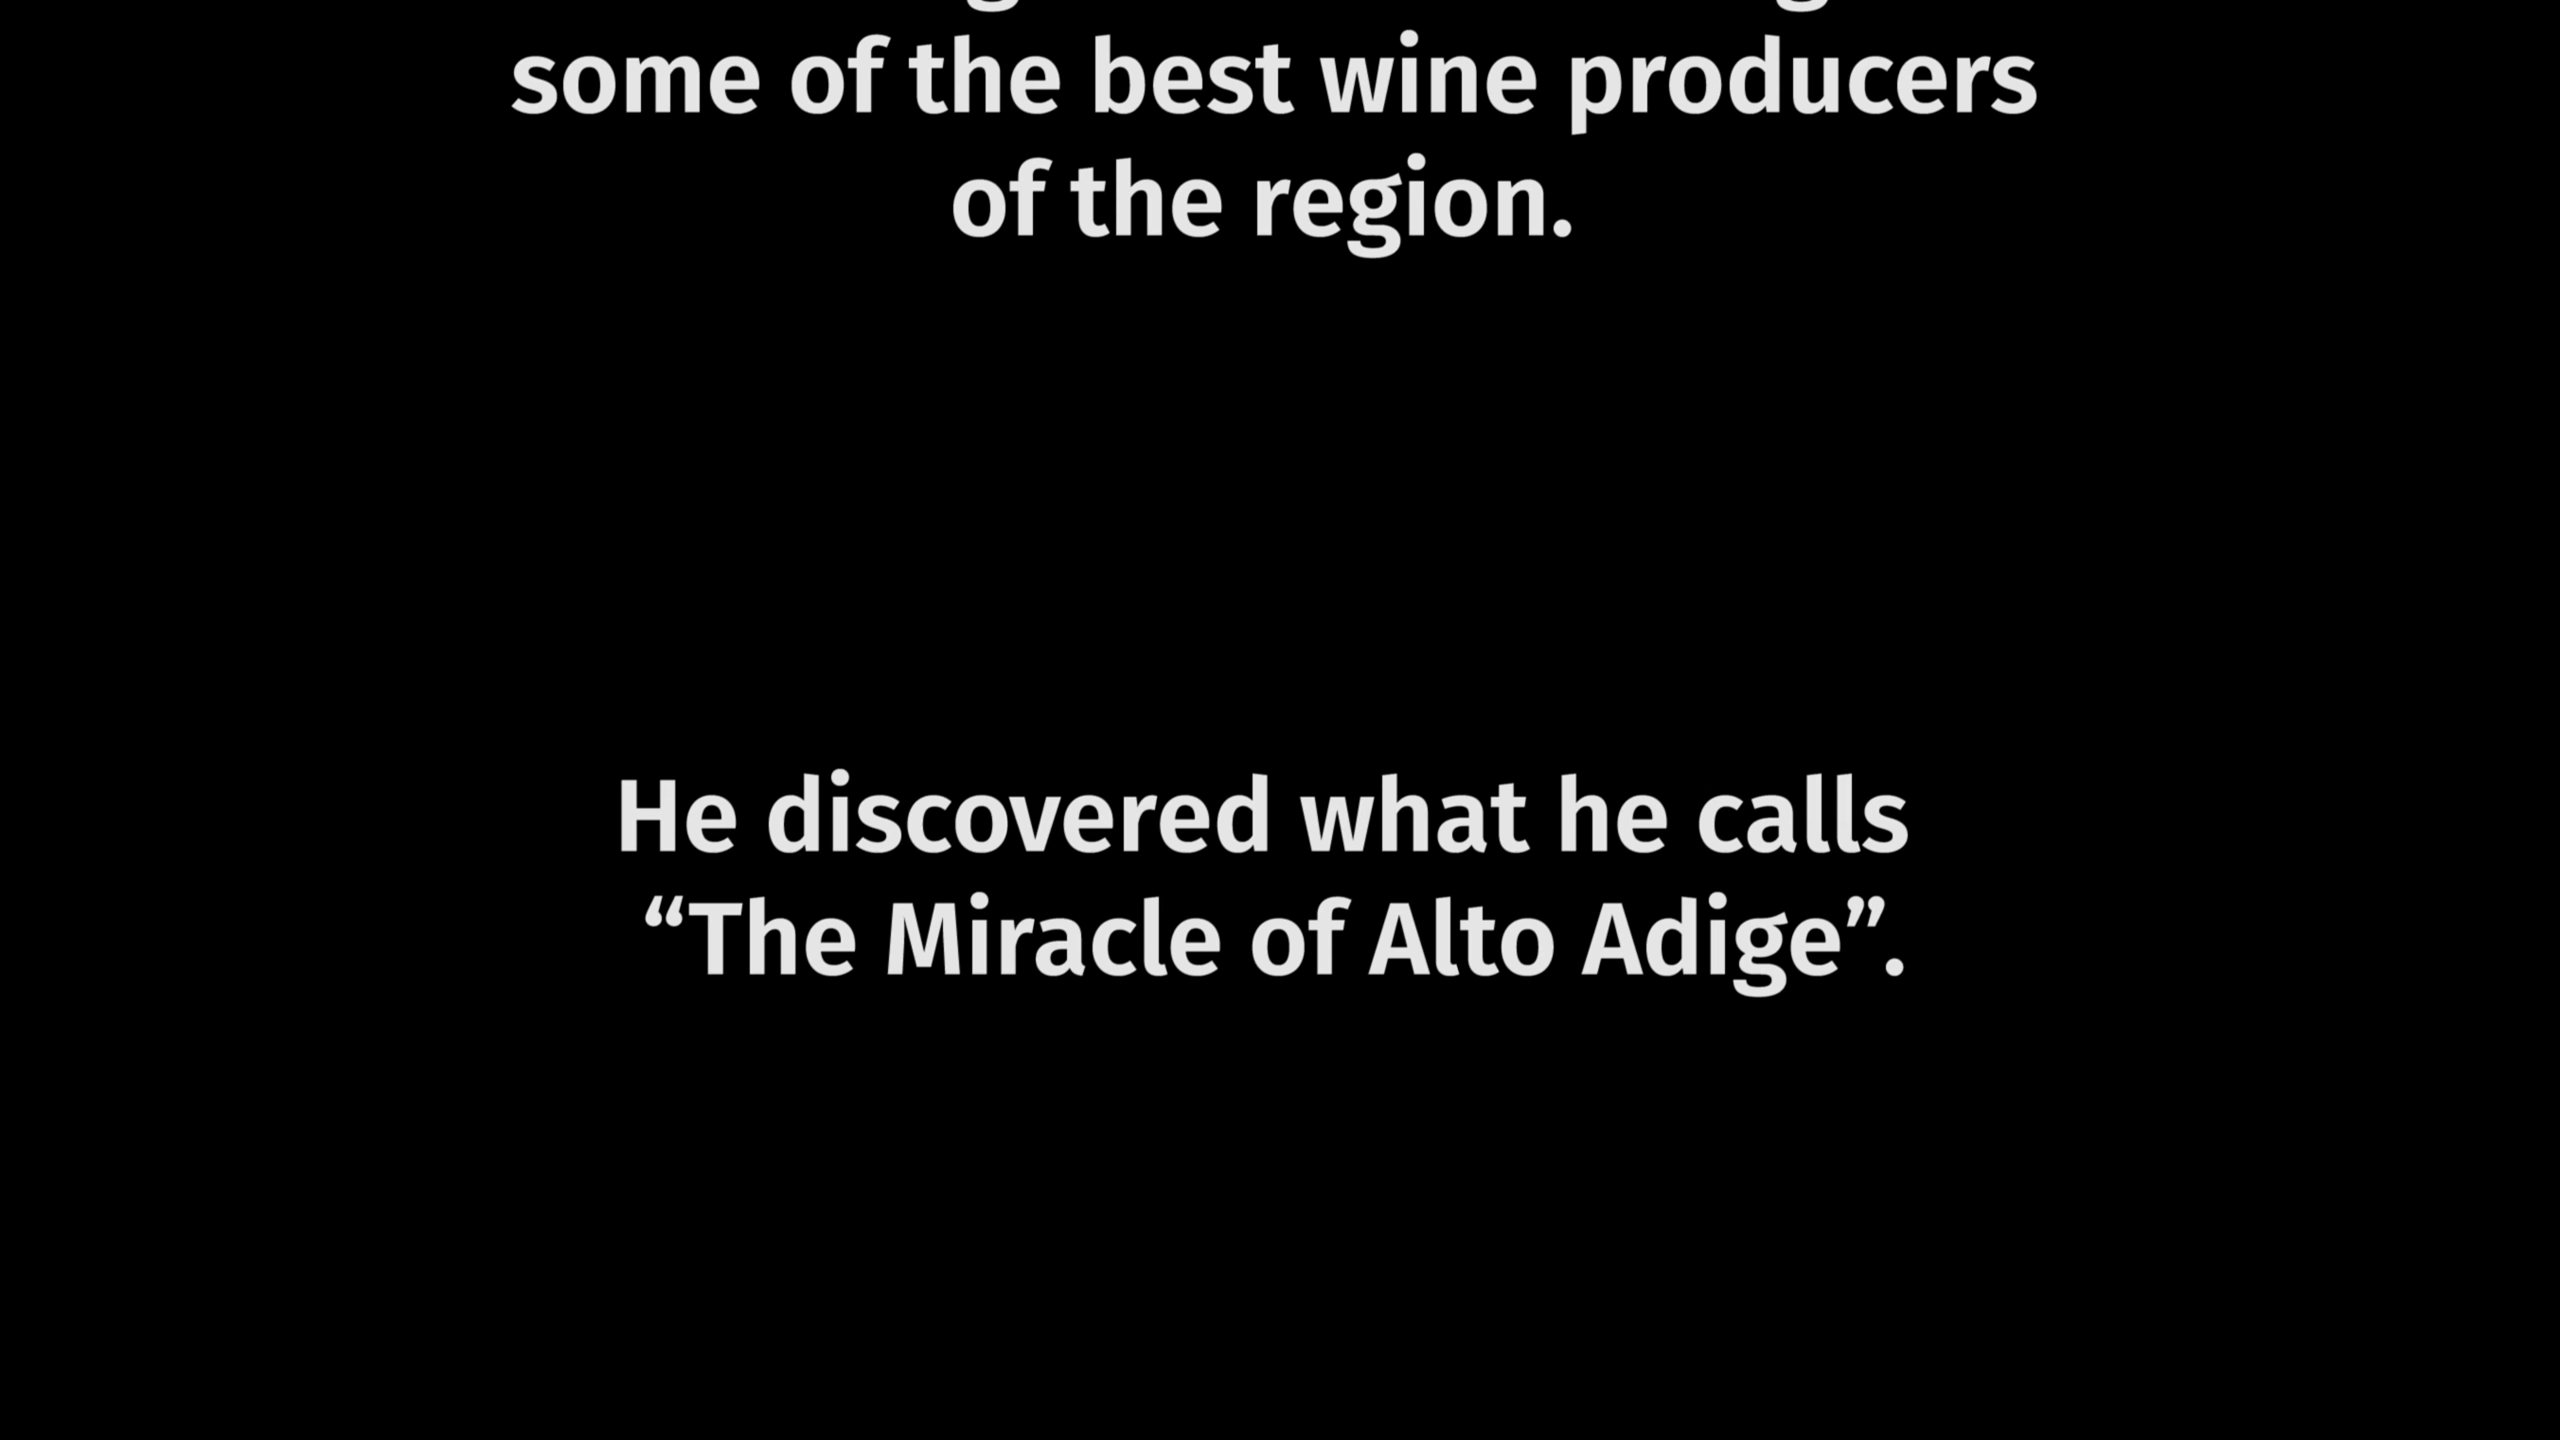 some of the best wine producers
of the region.
He discovered what he calls
“The Miracle of Alto Adige”.